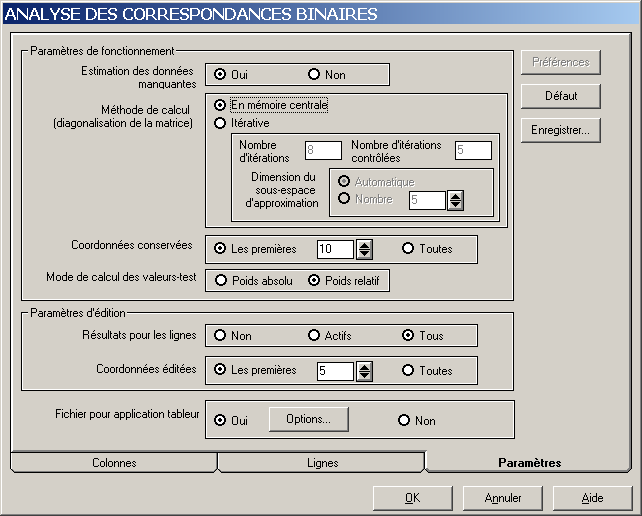 ANALYSE DES CORRESPONDANCES BINAIRES
Paramètres de fonctionnement
Estimation des données manquantes
Oui
Non
Méthode de calcul
(diagonalisation de la matrice)
En mémoire centrale
Itérative
Nombre d'itérations
8
Nombre d'itérations contrôlées
5
Dimension du sous-espace d'approximation
Automatique
Nombre
5
Coordonnées conservées
Les premières
10
Toutes
Mode de calcul des valeurs-test
Poids absolu
Poids relatif
Paramètres d'édition
Résultats pour les lignes
Non
Actifs
Tous
Coordonnées éditées
Les premières
5
Toutes
Fichier pour application tableur
Oui
Options...
Non
Préférences
Défaut
Enregistrer...
Colonnes
Lignes
Paramètres
OK
Annuler
Aide